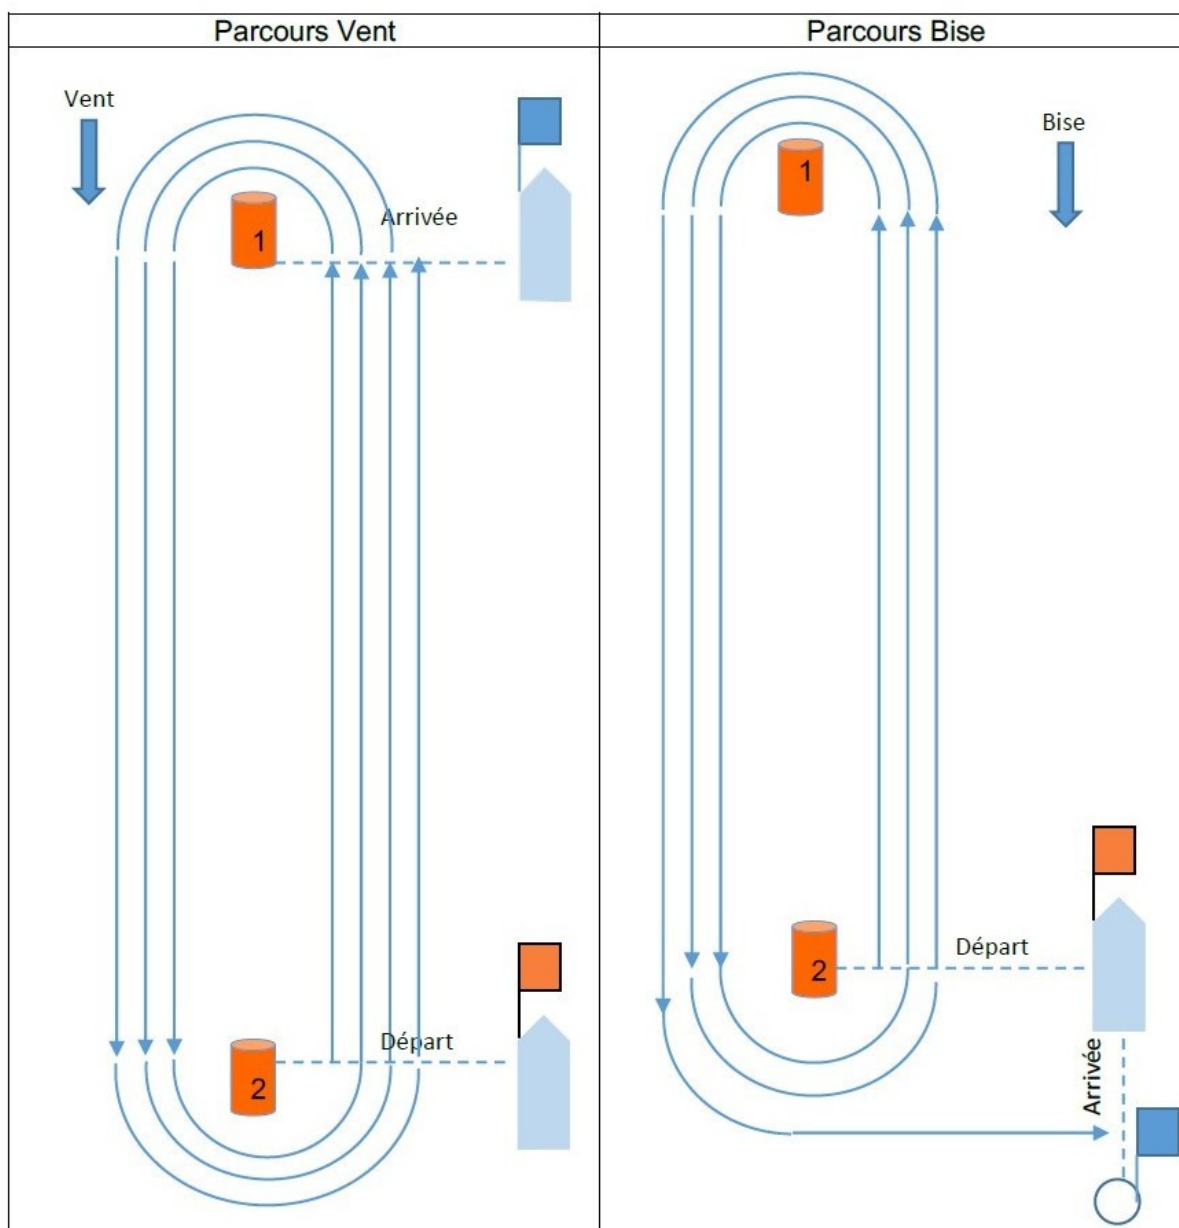 Parcours Vent
Vent
1
Arrivée
Départ
2
Parcours Bise
1
Bise
Départ
2
Arrivée